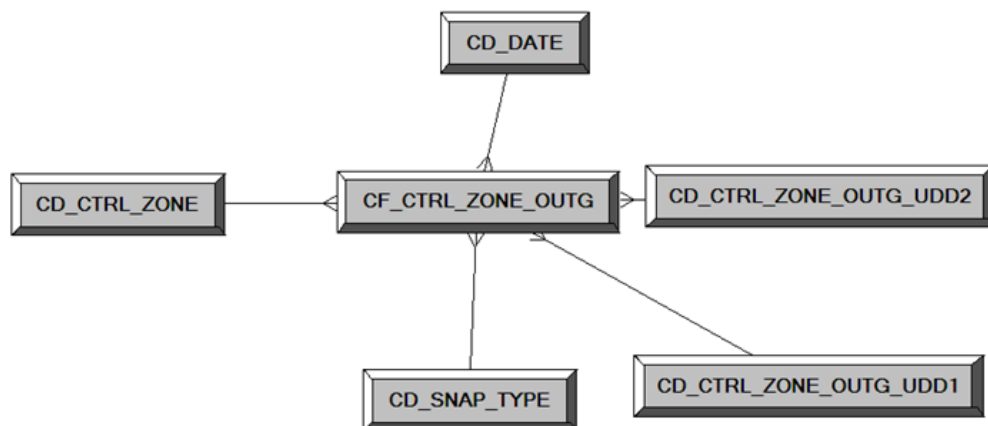 CD_DATE
CD_CTRL_ZONE
CF_CTRL_ZONE_OUTG
CD_CTRL_ZONE_OUTG_UDD2
CD_SNAP_TYPE
CD_CTRL_ZONE_OUTG_UDD1